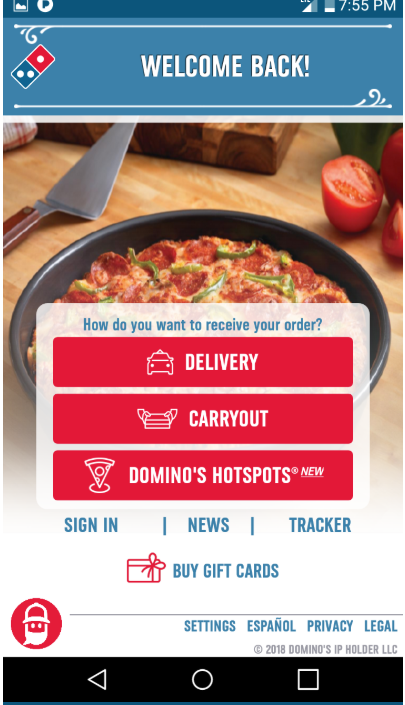 LTE 7:55 PM
WELCOME BACK!
How do you want to receive your order?
DELIVERY
CARRYOUT
DOMINO'S HOTSPOTS® NEW
SIGN IN | NEWS | TRACKER
BUY GIFT CARDS
SETTINGS ESPAÑOL PRIVACY LEGAL
© 2018 DOMINO'S IP HOLDER LLC